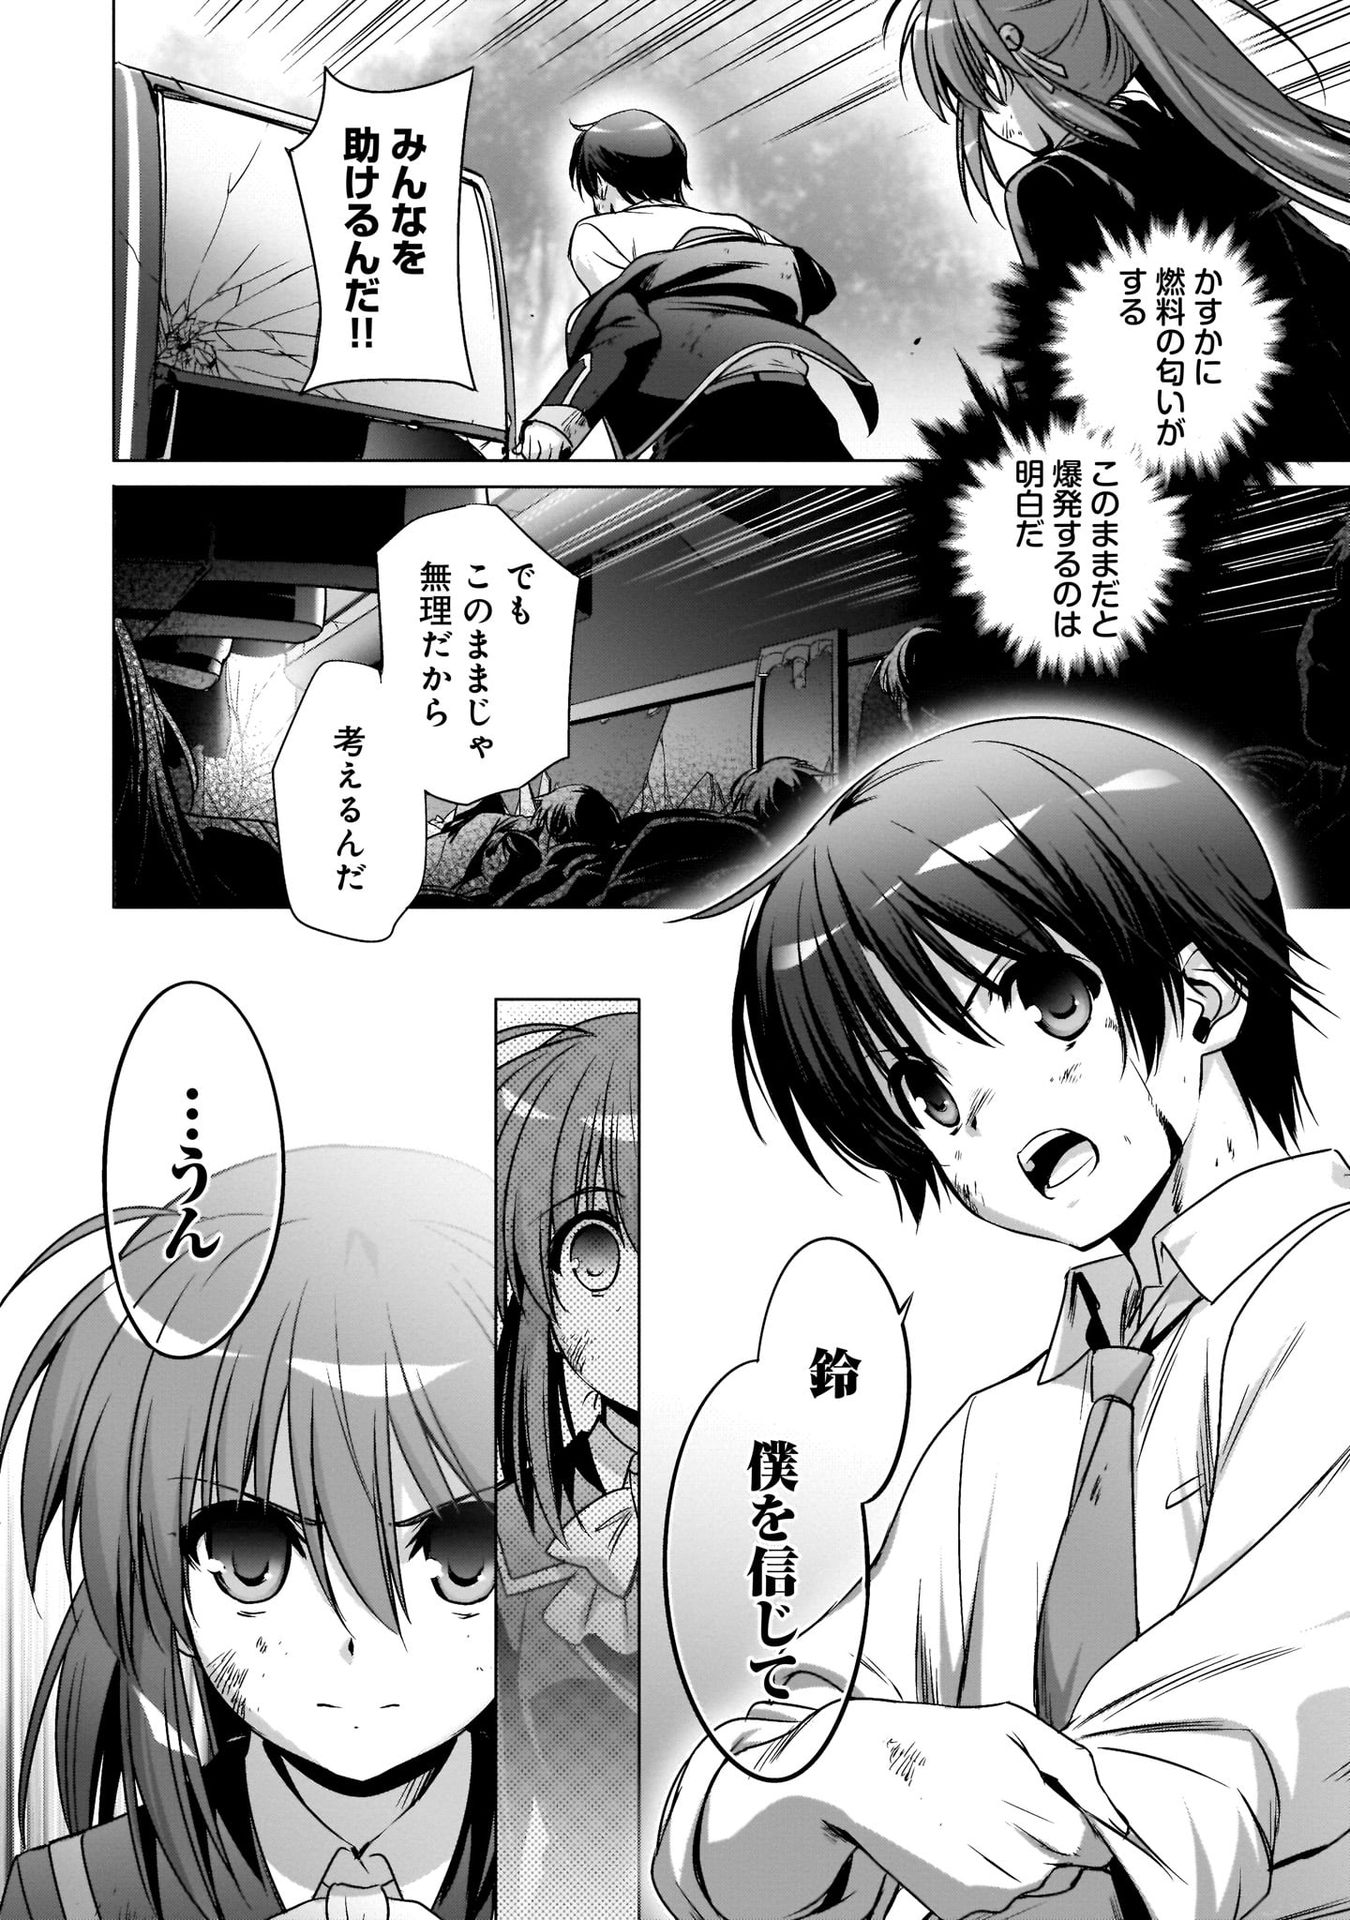 かすかに
燃料の匂いが
する
このままだと
爆発するのは
明白だ
みんなを
助けるんだ!!
でも
このままじゃ
無理だから
考えるんだ
鈴
僕を信じて
…うん